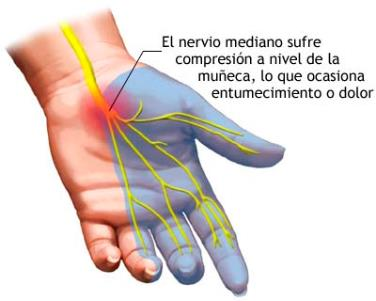 El nervio mediano sufre
compresión a nivel de la
muñeca, lo que ocasiona
entumecimiento o dolor